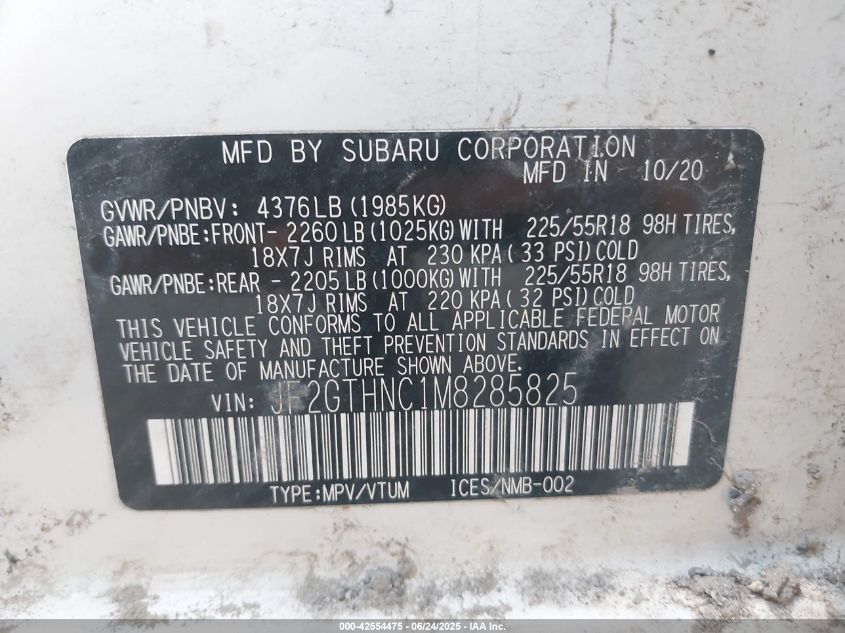 MFD BY SUBARU CORPORATION
MFD IN 10/20
GVWR/PNBV: 4376LB (1985KG)
GAWR/PNBE:FRONT- 2260LB (1025KG) WITH 225/55R18 98H TIRES,
18X7J RIMS AT 230 KPA( 33 PSI) COLD
GAWR/PNBE:REAR - 2205LB (1000KG) WITH 225/55R18 98H TIRES,
18X7J RIMS AT 220 KPA( 32 PSI) COLD
THIS VEHICLE CONFORMS TO ALL APPLICABLE FEDERAL MOTOR
VEHICLE SAFETY AND THEFT PREVENTION STANDARDS IN EFFECT ON
THE DATE OF MANUFACTURE SHOWN ABOVE.
VIN: JF2GTHNC1M8285825
TYPE:MPV/VTUM ICES/NMB-002
000-42554475 - 06/24/2025 - IAA Inc.